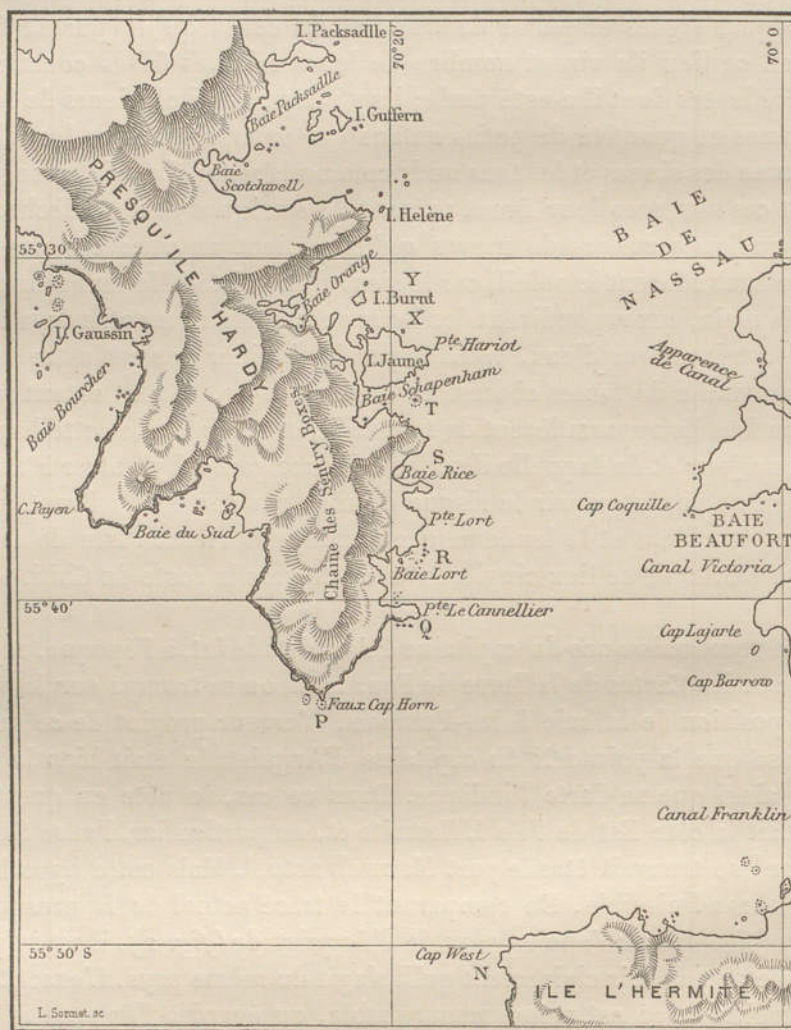 I. Packsadlle
70° 20'
70° 0
Baie Packsadlle
I. Guffern
Baie
Scotchwell
PRESQU'ILE HARDY
I. Helène
BAIE
DE
NASSAU
55° 30'
Baie Orange
Y
I. Burnt
X
I. Gaussin
Pte Hariot
I. Jaune
Apparence
de Canal
Baie Schapenham
T
Baie Bourcher
Chaine des Sentry Boxes
S
Baie Rice
C. Payen
Cap Coquille
Pte Lort
BAIE
BEAUFORT
Baie du Sud
R
Canal Victoria
Baie Lort
55° 40'
Pte Le Cannellier
Q
Cap Lajarte
Cap Barrow
Faux Cap Horn
P
Canal Franklin
55° 50' S
Cap West
N
ILE L'HERMITE
L. Sonnet. sc